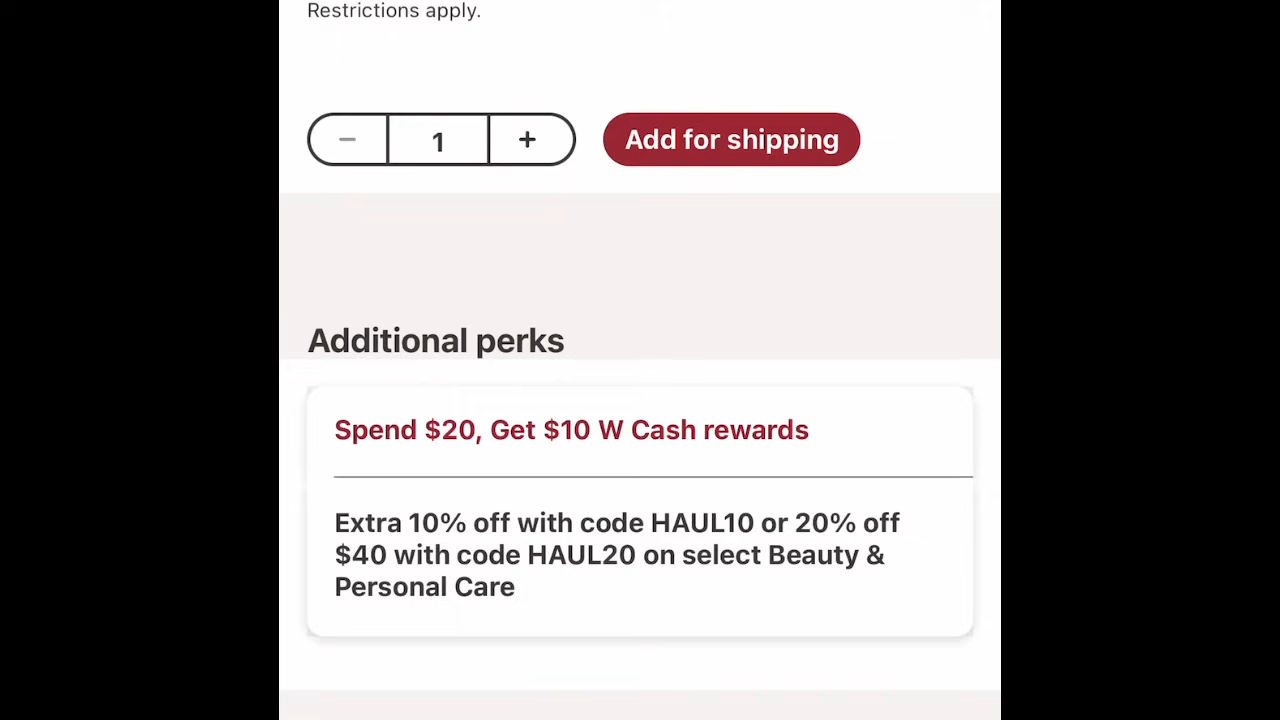 Restrictions apply.
− 1 + Add for shipping
Additional perks
Spend $20, Get $10 W Cash rewards
Extra 10% off with code HAUL10 or 20% off
$40 with code HAUL20 on select Beauty &
Personal Care